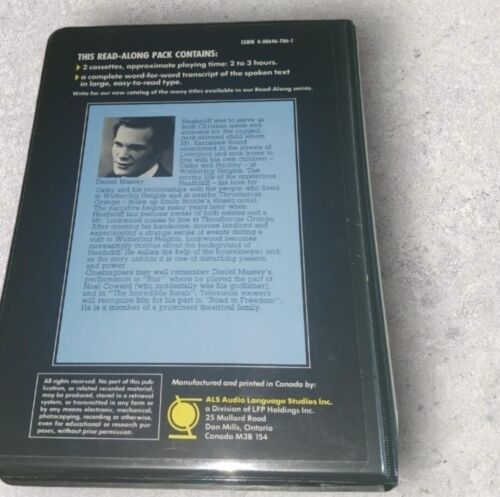 ISBN 0-88646-786-1
THIS READ-ALONG PACK CONTAINS:
2 cassettes, approximate playing time: 2 to 3 hours.
a complete word-for-word transcript of the spoken text
in large, easy-to-read type.
Write for our new catalog of the many titles available in our Read-Along series.
Heathcliff was to serve as
both Christian name and
surname for the ragged,
dark-skinned child whom
Mr. Earnshaw found
abandoned in the streets of
Liverpool and took home to
live with his own children –
Cathy and Hindley – at
Wuthering Heights. The
stormy life of the mysterious
Heathcliff – his love for
Daniel Massey
Cathy and his relationships with the people who lived
at Wuthering Heights and at nearby Thrushcross
Grange – make up Emily Bronte's classic novel.
The narrative begins many years later when
Heathcliff has become owner of both estates and a
Mr. Lockwood comes to live at Thrushcross Grange.
After meeting his handsome, morose landlord and
experiencing a strange series of events during a
visit to Wuthering Heights, Lockwood becomes
increasingly curious about the background of
Heathcliff. He enlists the help of the housekeeper and
as the story unfolds it is one of disturbing passion
and power.
Cinemagoers may well remember Daniel Massey's
performance in "Star" where he played the part of
Noel Coward (who incidentally was his godfather),
and in "The Incredible Sarah". Television viewers
will recognise him for his part in "Road to Freedom".
He is a member of a prominent theatrical family.
All rights reserved. No part of this pub-
lication, or related recorded material,
may be produced, stored in a retrieval
system, or transmitted in any form or
by any means electronic, mechanical,
photocopying, recording or otherwise,
even for educational or research pur-
poses, without prior permission.
Manufactured and printed in Canada by:
ALS Audio Language Studies Inc.
a Division of LFP Holdings Inc.
25 Mallard Road
Don Mills, Ontario
Canada M3B 1S4